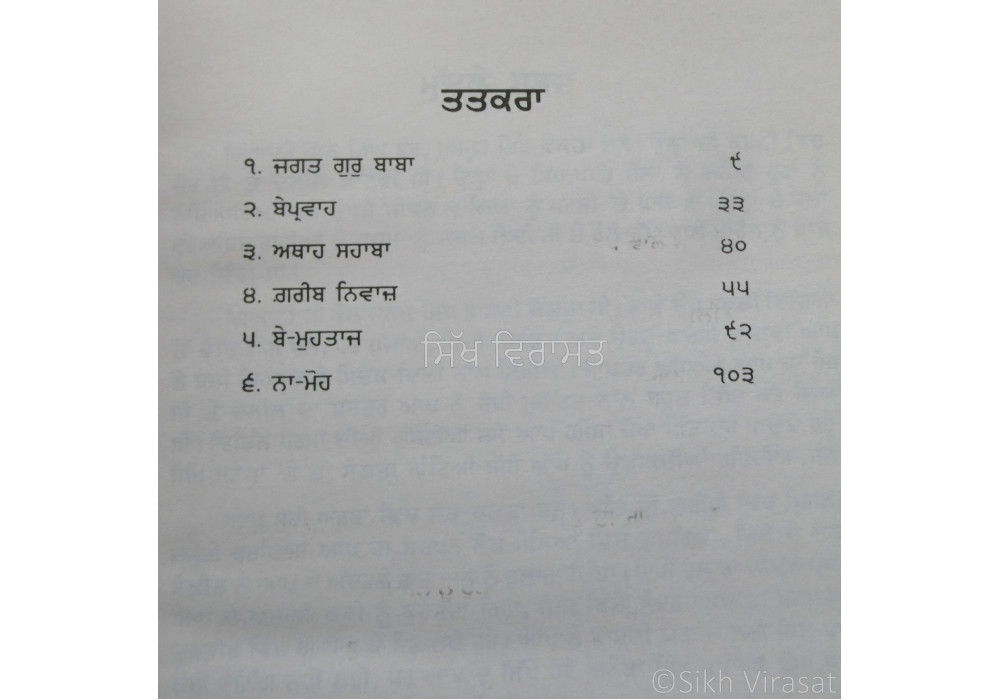 ਤਤਕਰਾ
੧. ਜਗਤ ਗੁਰੁ ਬਾਬਾ ੯
੨. ਬੇਪ੍ਰਵਾਹ ੩੩
੩. ਅਥਾਹ ਸਹਾਬਾ ੪੦
੪. ਗ਼ਰੀਬ ਨਿਵਾਜ਼ ੫੫
੫. ਬੇ-ਮੁਹਤਾਜ ੯੨
ਸਿੱਖ ਵਿਰਾਸਤ
੬. ਨਾ-ਮੋਹ ੧੦੩
©Sikh Virasat